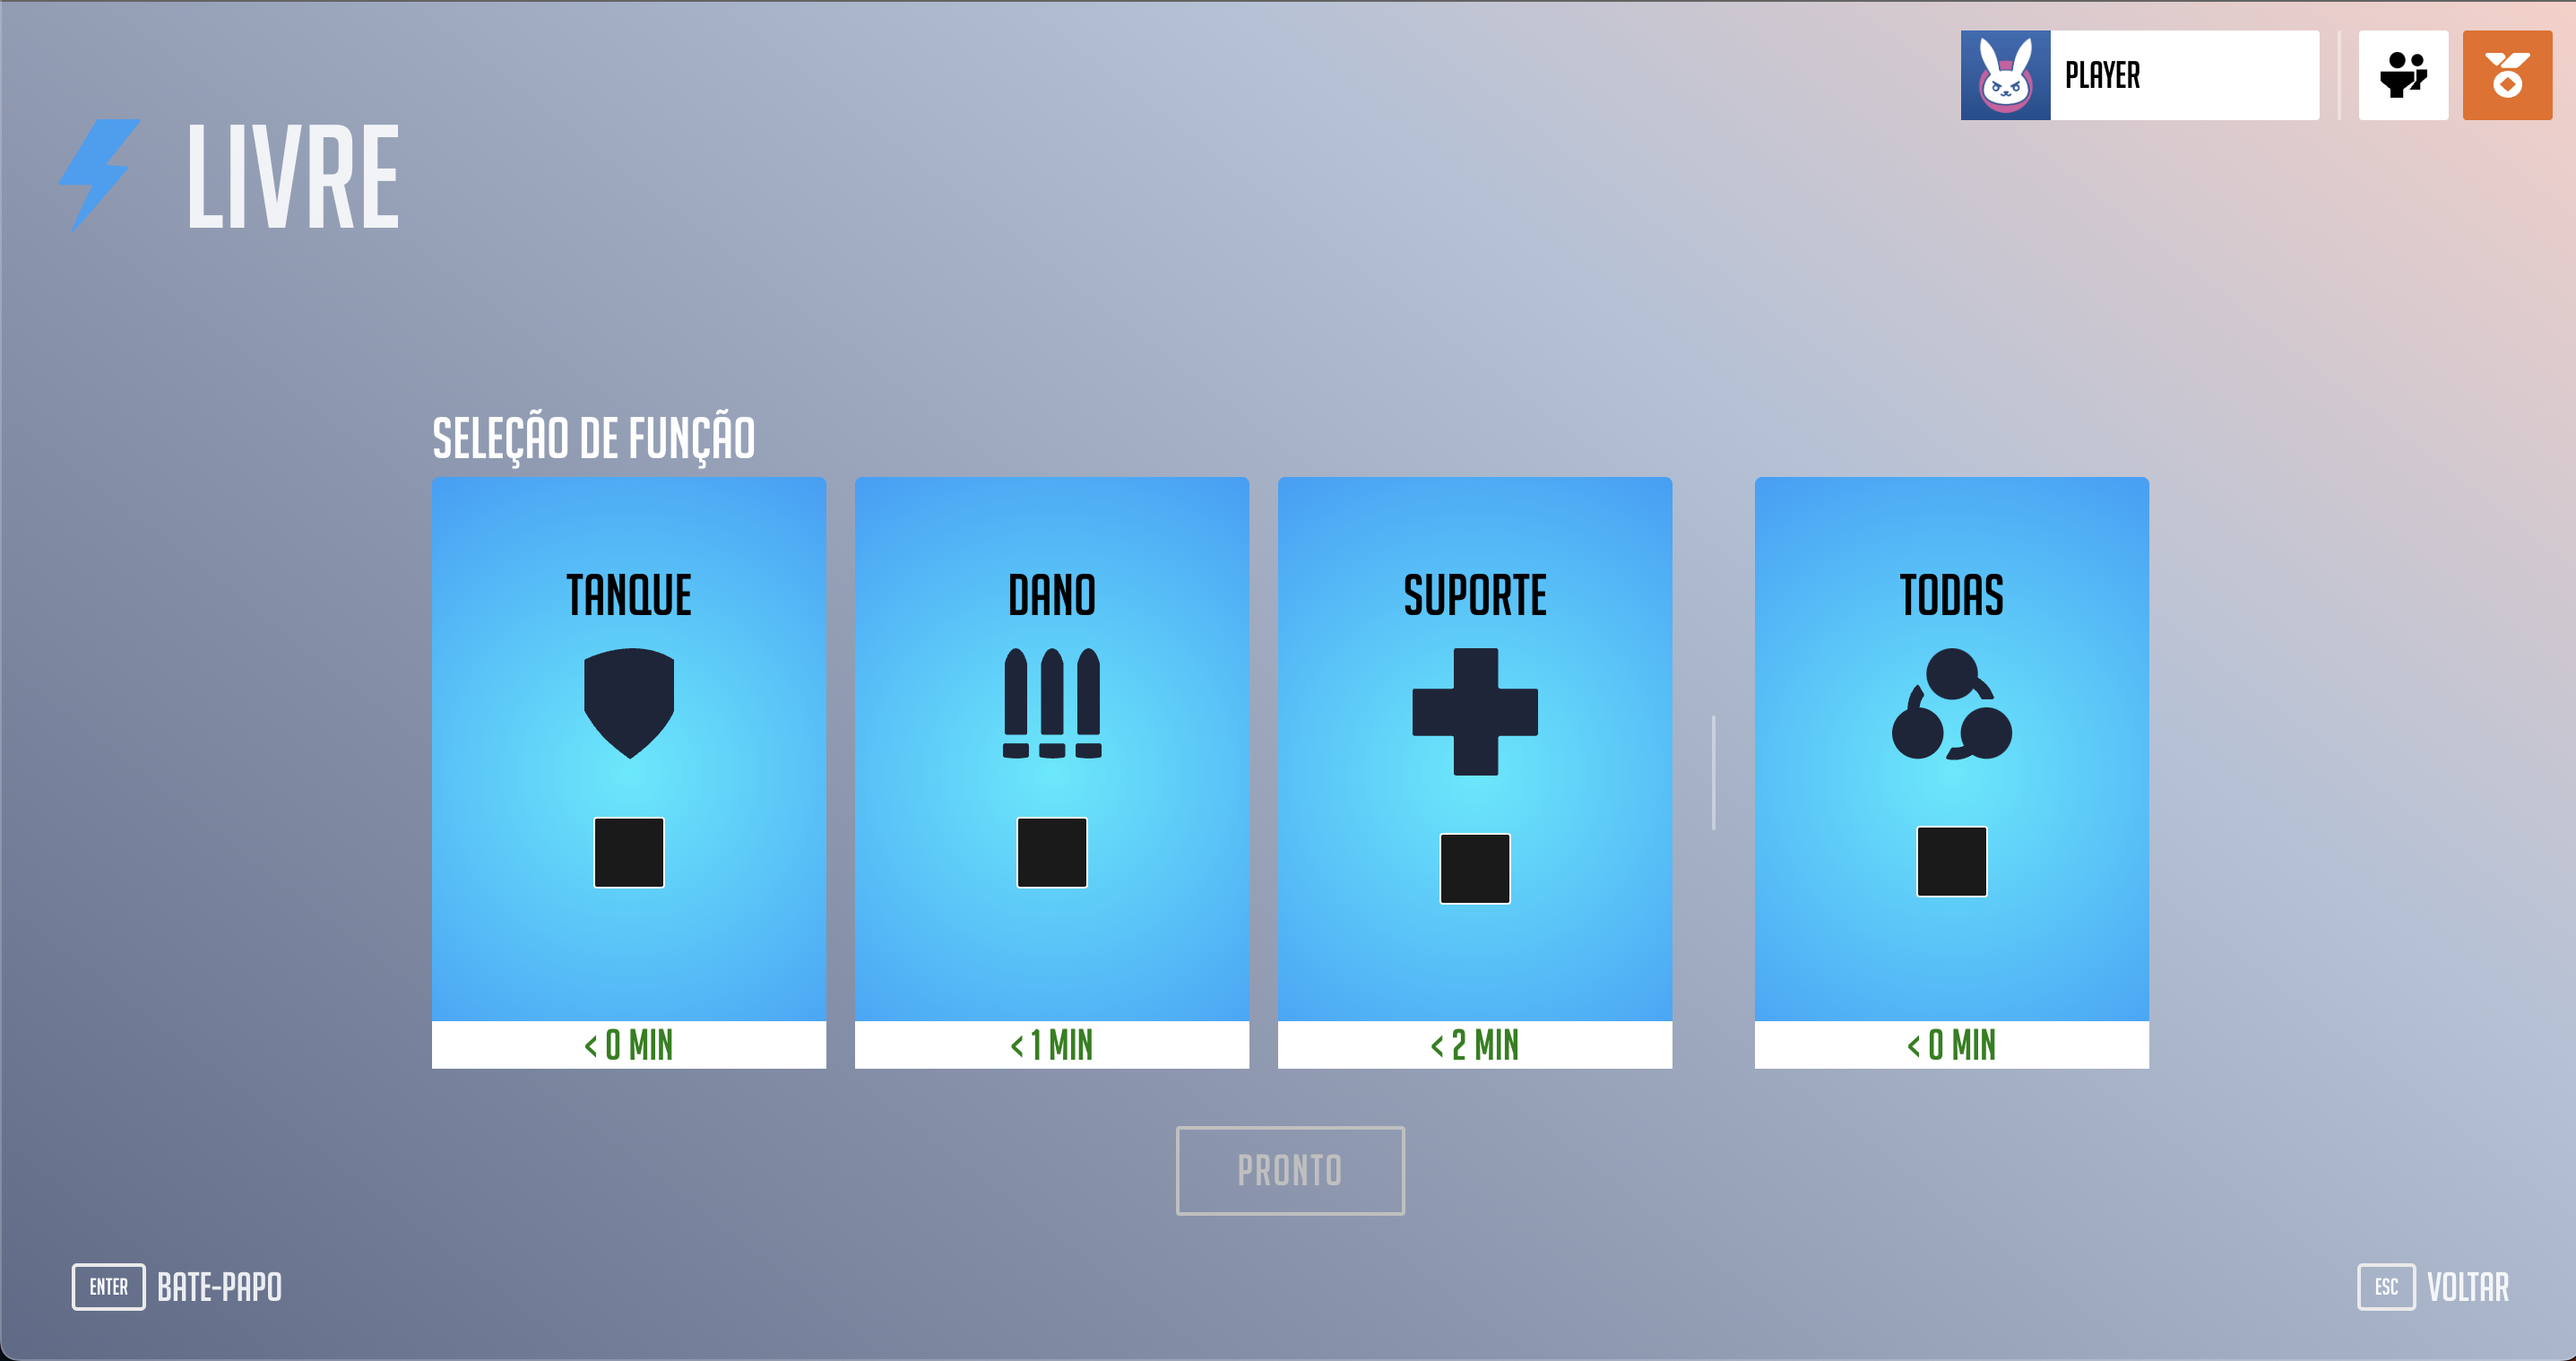 PLAYER
LIVRE
SELEÇÃO DE FUNÇÃO
TANQUE
DANO
SUPORTE
TODAS
< 0 MIN
< 1 MIN
< 2 MIN
< 0 MIN
PRONTO
ENTER BATE-PAPO
ESC VOLTAR